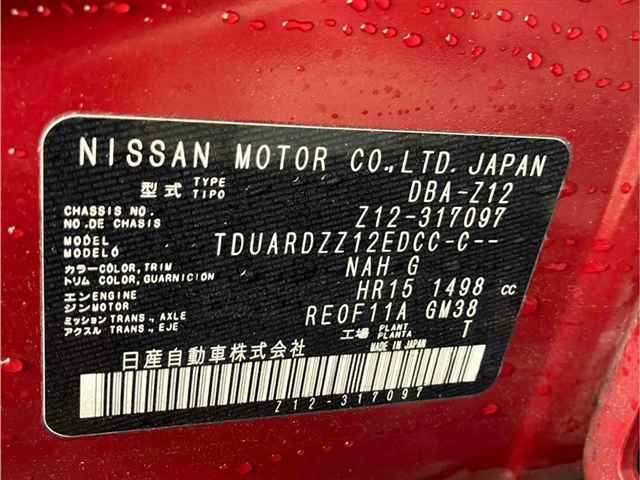 NISSAN MOTOR CO.,LTD. JAPAN
型式 TYPE TIPO DBA-Z12
CHASSIS NO. NO.DE CHASIS Z12-317097
MODEL MODELO TDUARDZZ12EDCC-C--
カラー COLOR, TRIM トリム COLOR, GUARNICION NAH G
エンジン ENGINE MOTOR HR15 1498 cc
ミッション TRANS., AXLE アクスル TRANS., EJE RE0F11A GM38
工場 PLANT PLANTA T
日産自動車株式会社 MADE IN JAPAN
Z12-317097